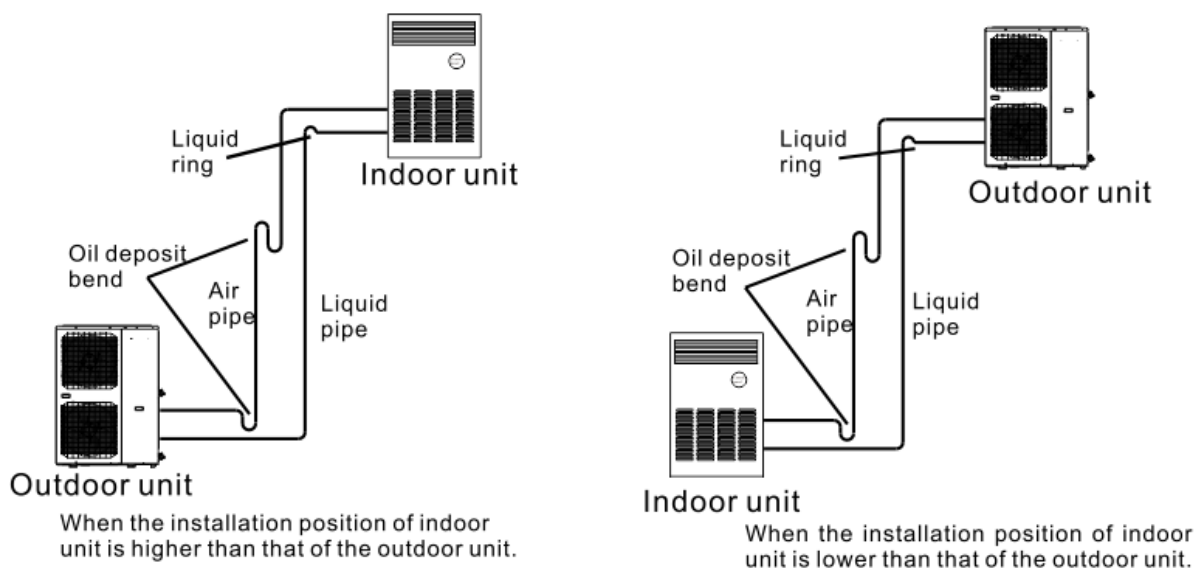 Liquid
ring
Indoor unit
Oil deposit
bend
Air
pipe
Liquid
pipe
Outdoor unit
When the installation position of indoor
unit is higher than that of the outdoor unit.
Liquid
ring
Outdoor unit
Oil deposit
bend
Air
pipe
Liquid
pipe
Indoor unit
When the installation position of indoor
unit is lower than that of the outdoor unit.